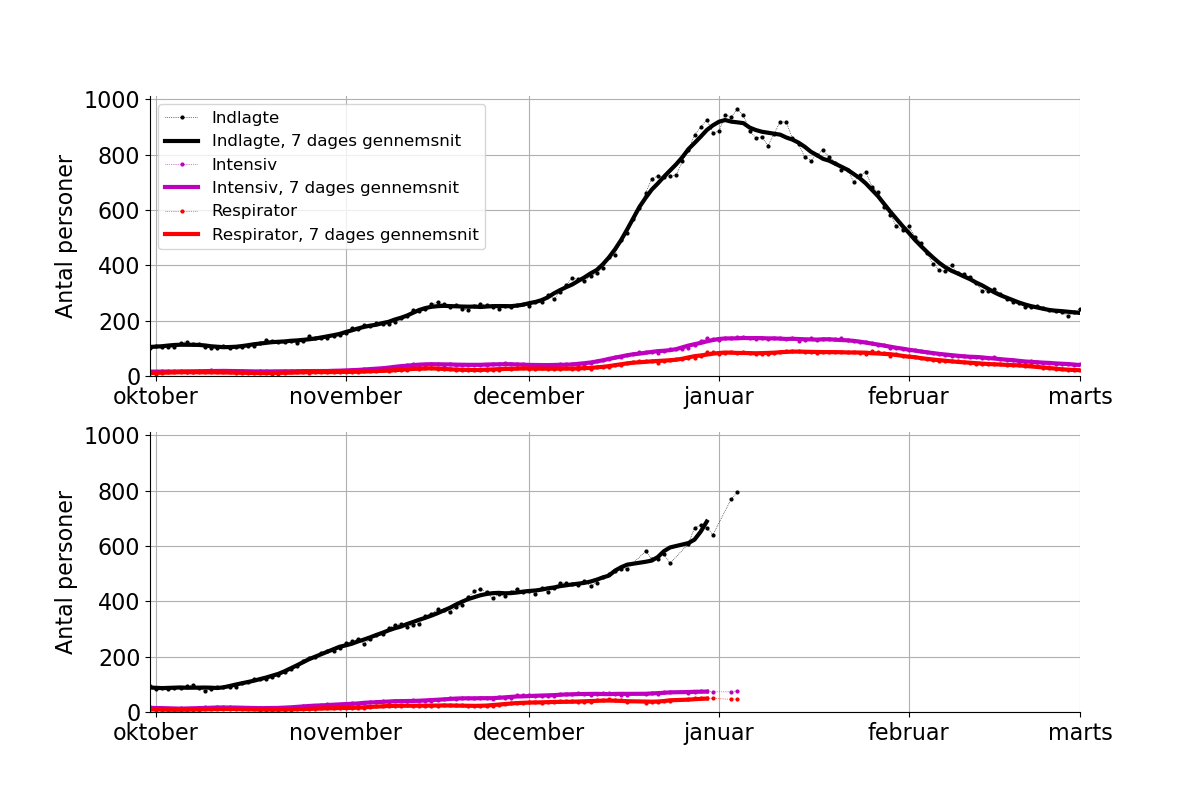 Antal personer
1000
800
600
400
200
0
Indlagte
Indlagte, 7 dages gennemsnit
Intensiv
Intensiv, 7 dages gennemsnit
Respirator
Respirator, 7 dages gennemsnit
oktober november december januar februar marts
Antal personer
1000
800
600
400
200
0
oktober november december januar februar marts